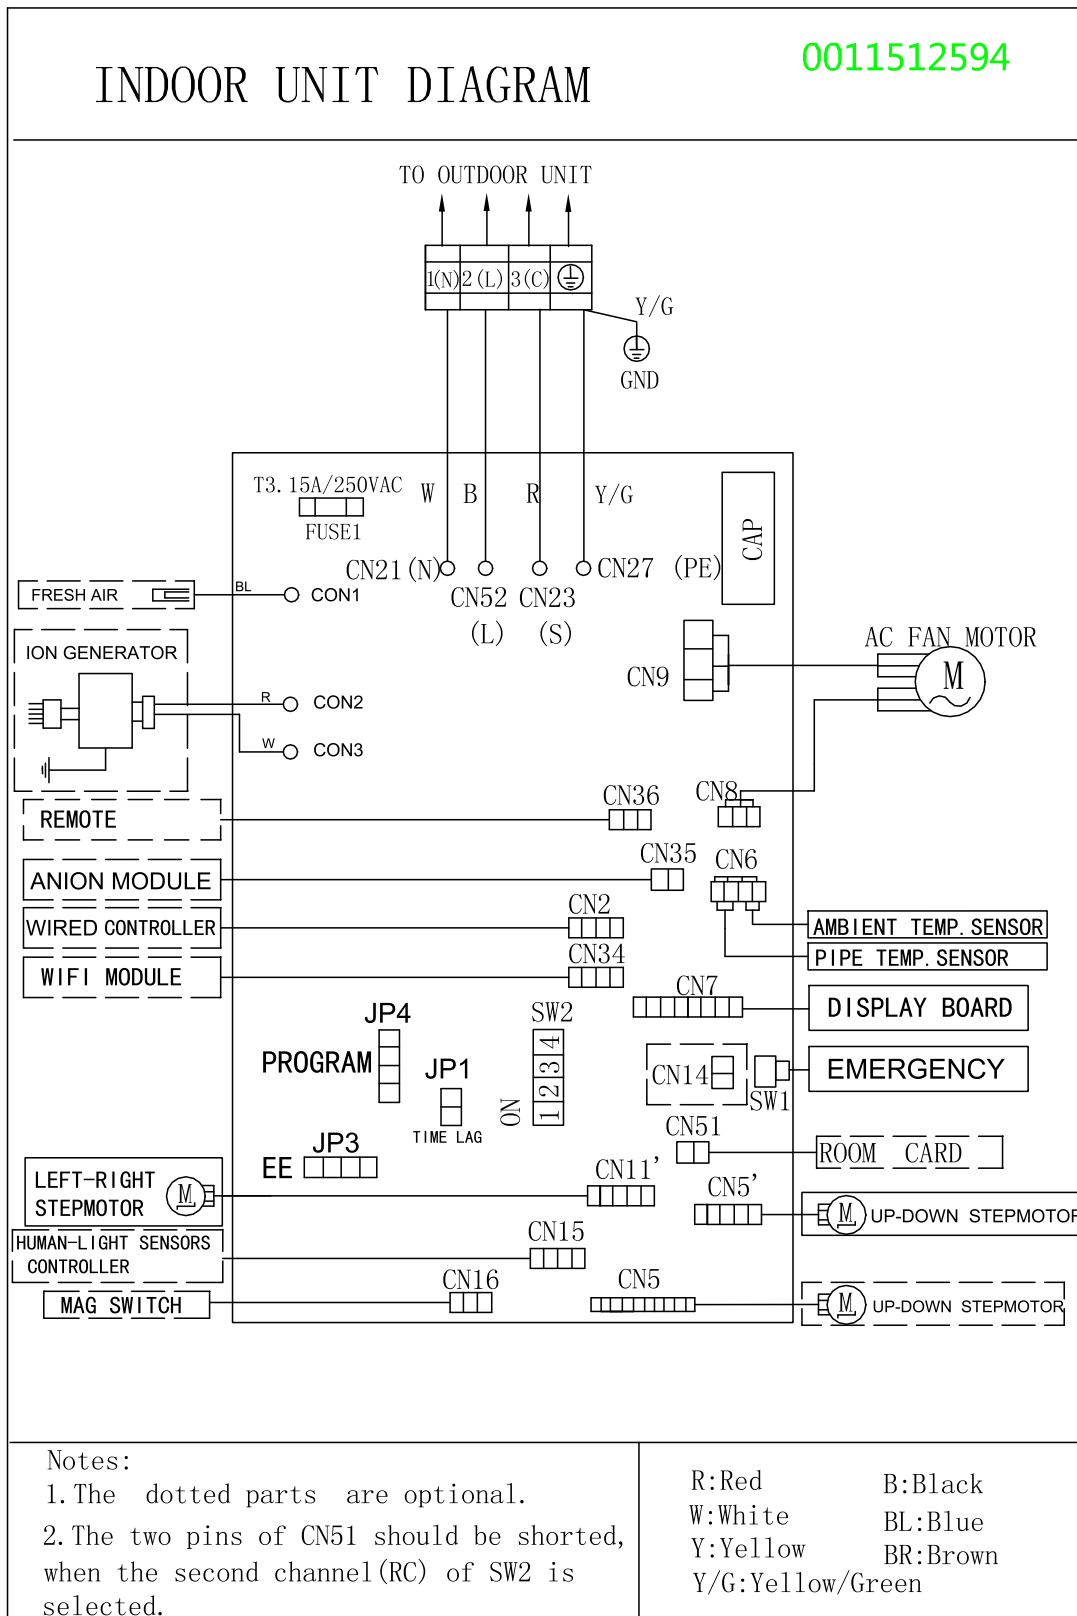 INDOOR UNIT DIAGRAM
0011512594
TO OUTDOOR UNIT
1(N) 2(L) 3(C)
Y/G
GND
T3.15A/250VAC
FUSE1
W B R Y/G
CAP
CN21(N) CN27 (PE)
CN52 CN23
(L) (S)
FRESH AIR
BL
CON1
ION GENERATOR
R
CON2
W
CON3
CN9
AC FAN MOTOR
M
REMOTE
CN36
CN8
ANION MODULE
CN35
CN6
WIRED CONTROLLER
CN2
AMBIENT TEMP.SENSOR
PIPE TEMP.SENSOR
WIFI MODULE
CN34
CN7
DISPLAY BOARD
JP4
PROGRAM
JP1
TIME LAG
SW2
ON
1 2 3 4
CN14
SW1
EMERGENCY
JP3
EE
CN51
ROOM CARD
LEFT-RIGHT
STEPMOTOR
M
CN11'
CN5'
M
UP-DOWN STEPMOTOR
HUMAN-LIGHT SENSORS
CONTROLLER
CN15
MAG SWITCH
CN16
CN5
M
UP-DOWN STEPMOTOR
Notes:
1.The dotted parts are optional.
2.The two pins of CN51 should be shorted,
when the second channel(RC) of SW2 is
selected.
R:Red B:Black
W:White BL:Blue
Y:Yellow BR:Brown
Y/G:Yellow/Green